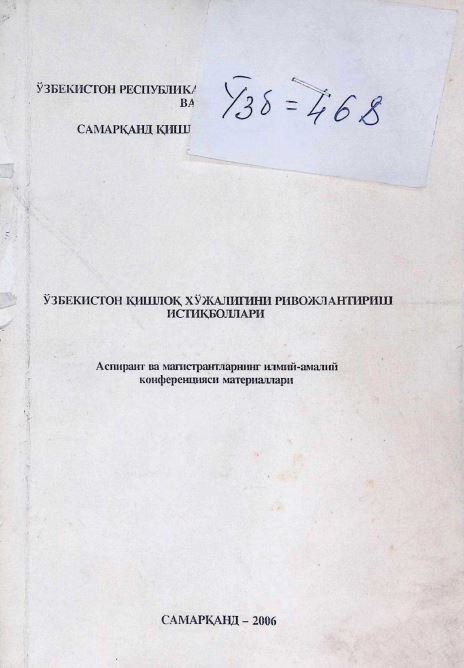 ЎЗБЕКИСТОН РЕСПУБЛИКА
ВА
САМАРҚАНД ҚИШЛ
Ўзб = 468
ЎЗБЕКИСТОН ҚИШЛОҚ ХЎЖАЛИГИНИ РИВОЖЛАНТИРИШ
ИСТИҚБОЛЛАРИ
Аспирант ва магистрантларнинг илмий-амалий
конференцияси материаллари
САМАРҚАНД – 2006